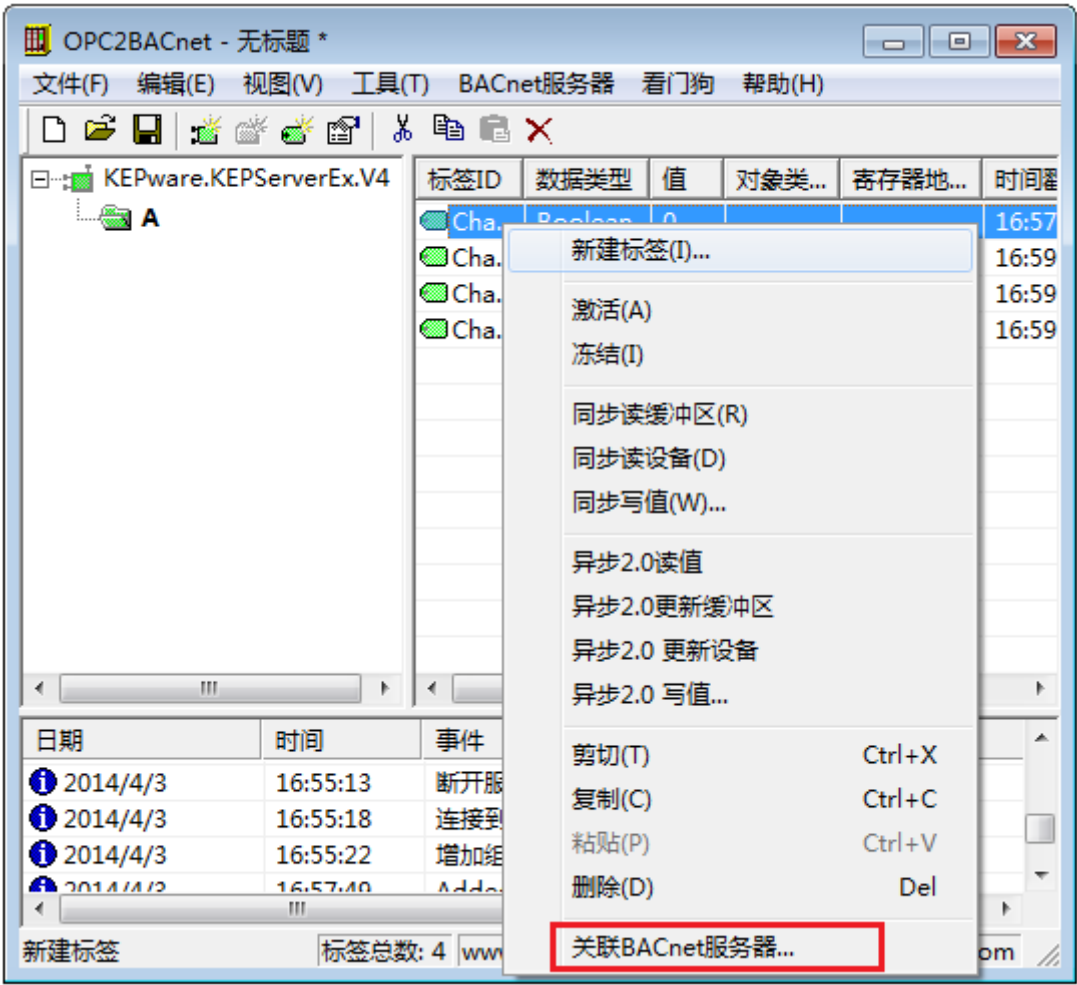 OPC2BACnet - 无标题 *
文件(F) 编辑(E) 视图(V) 工具(T) BACnet服务器 看门狗 帮助(H)
KEPware.KEPServerEx.V4
A
标签ID 数据类型 值 对象类... 寄存器地... 时间
Cha. Boolean 0 16:57
Cha. 16:59
Cha. 16:59
Cha. 16:59
新建标签(I)...
激活(A)
冻结(I)
同步读缓冲区(R)
同步读设备(D)
同步写值(W)...
异步2.0读值
异步2.0更新缓冲区
异步2.0 更新设备
异步2.0 写值...
剪切(T) Ctrl+X
复制(C) Ctrl+C
粘贴(P) Ctrl+V
删除(D) Del
关联BACnet服务器...
日期 时间 事件
2014/4/3 16:55:13 断开服
2014/4/3 16:55:18 连接到
2014/4/3 16:55:22 增加组
2014/4/3 16:57:49 Adde
新建标签 标签总数: 4 www om